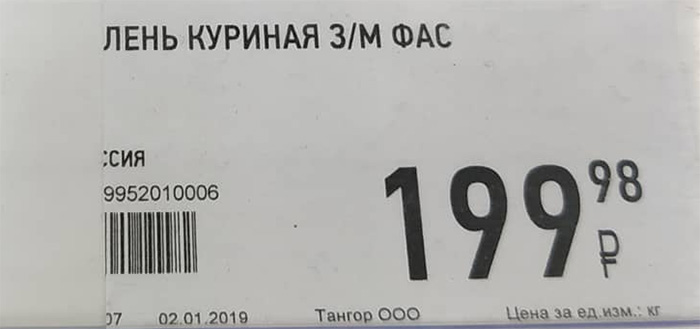 ЛЕНЬ КУРИНАЯ З/М ФАС
ССИЯ
9952010006
199 98
₽
07 02.01.2019 Тангор ООО Цена за ед.изм.: кг